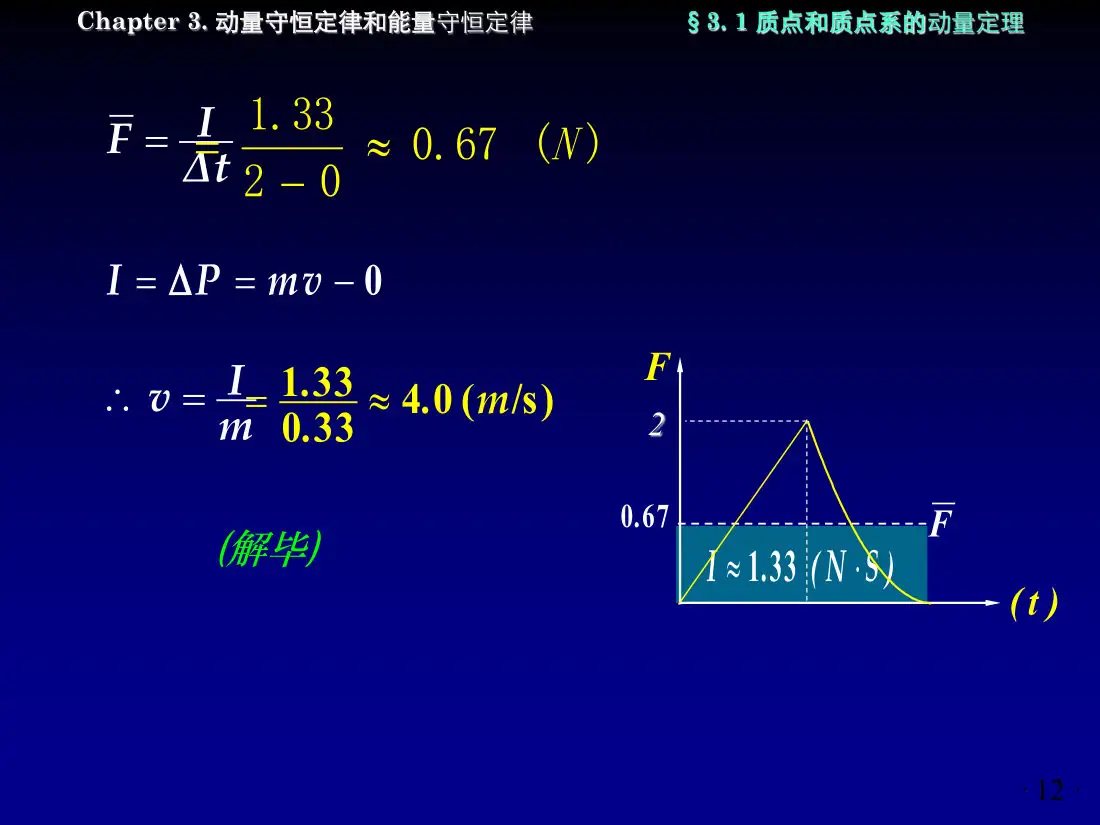 Chapter 3. 动量守恒定律和能量守恒定律 §3.1 质点和质点系的动量定理
F̅ = I/Δt = 1.33/(2 − 0) ≈ 0.67 (N)
I = ΔP = mv − 0
∴ v = I/m = 1.33/0.33 ≈ 4.0 (m/s)
(解毕)
F
2
0.67
F̅
I ≈ 1.33 (N·S)
(t)
·12·